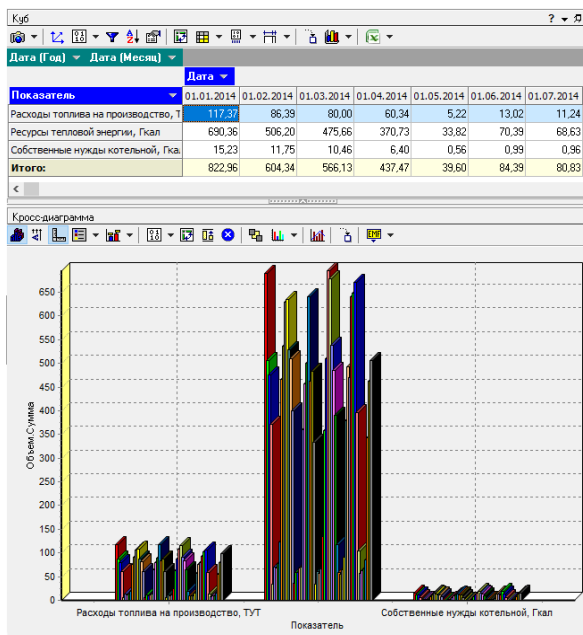 Куб
Дата (Год) Дата (Месяц)
Дата
Показатель 01.01.2014 01.02.2014 01.03.2014 01.04.2014 01.05.2014 01.06.2014 01.07.2014
Расходы топлива на производство, Т 117,37 86,39 80,00 60,34 5,22 13,02 11,24
Ресурсы тепловой энергии, Гкал 690,36 506,20 475,66 370,73 33,82 70,39 68,63
Собственные нужды котельной, Гка 15,23 11,75 10,46 6,40 0,56 0,99 0,96
Итого: 822,96 604,34 566,13 437,47 39,60 84,39 80,83
Кросс-диаграмма
650
600
550
500
450
400
350
300
250
200
150
100
50
0
Объем.Сумма
Расходы топлива на производство, ТУТ Собственные нужды котельной, Гкал
Показатель